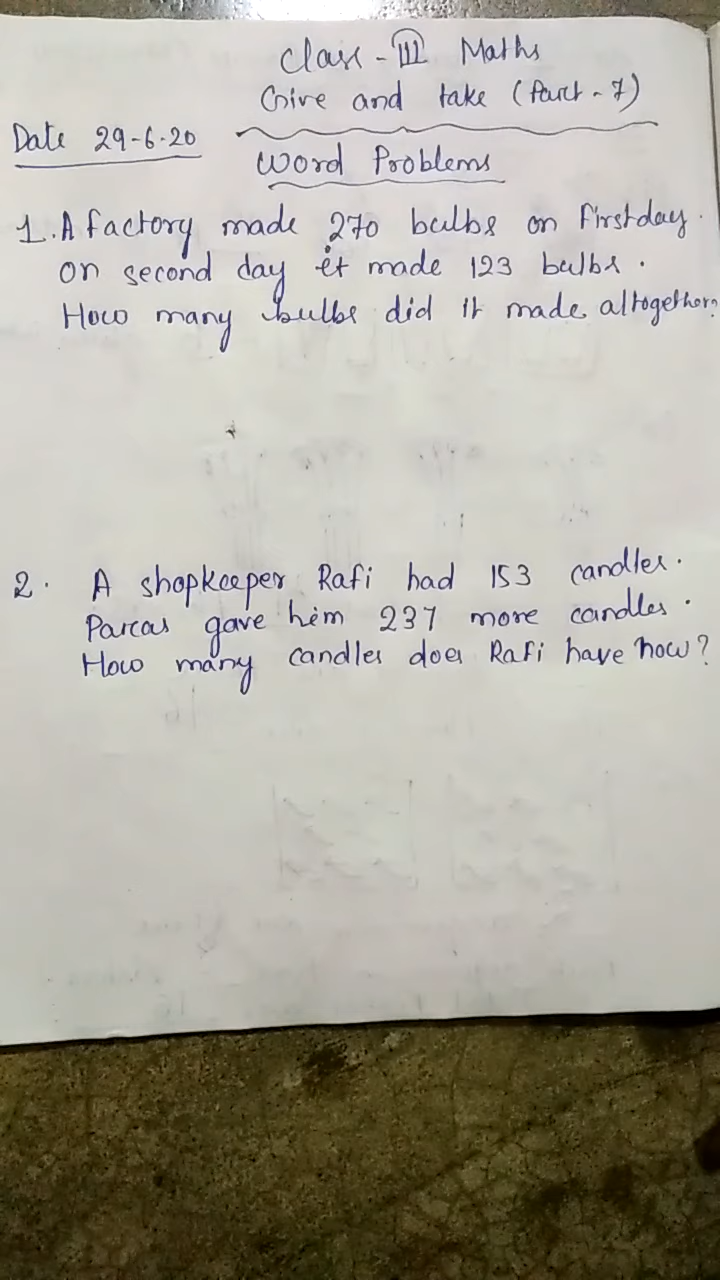 Class - III Maths
Give and take (Part - 7)
Date 29-6-20
Word Problems
1. A factory made 270 bulbs on first day.
on second day it made 123 bulbs.
How many bulbs did it made altogether?
2. A shopkeeper Rafi had 153 candles.
Paras gave him 237 more candles.
How many candles does Rafi have now?